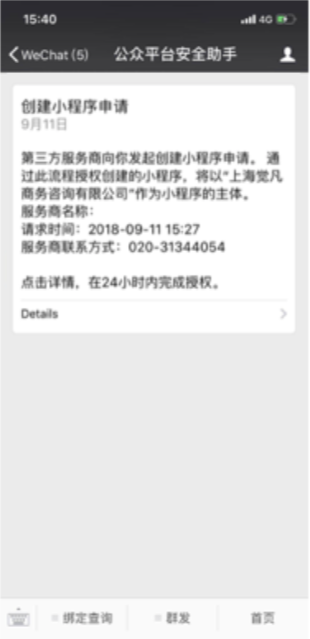 15:40
4G
WeChat (5)
公众平台安全助手
创建小程序申请
9月11日
第三方服务商向你发起创建小程序申请。 通
过此流程授权创建的小程序，将以“上海觉凡
商务咨询有限公司”作为小程序的主体。
服务商名称：
请求时间：2018-09-11 15:27
服务商联系方式：020-31344054
点击详情，在24小时内完成授权。
Details
绑定查询
群发
首页